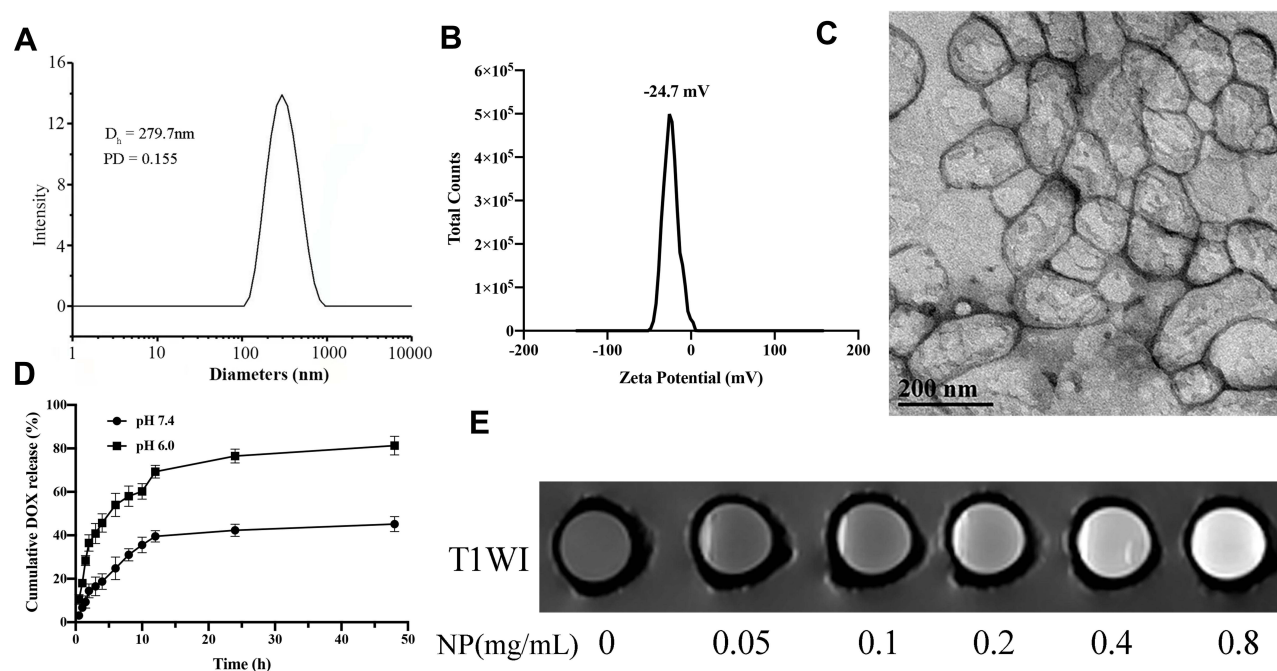 A
16
12
8
4
0
Intensity
Dh = 279.7nm
PD = 0.155
1
10
100
1000
10000
Diameters (nm)
B
6×10⁵
5×10⁵
4×10⁵
3×10⁵
2×10⁵
1×10⁵
0
Total Counts
-24.7 mV
-200
-100
0
100
200
Zeta Potential (mV)
C
200 nm
D
100
80
60
40
20
0
Cumulative DOX release (%)
pH 7.4
pH 6.0
0
10
20
30
40
50
Time (h)
E
T1WI
NP(mg/mL) 0 0.05 0.1 0.2 0.4 0.8